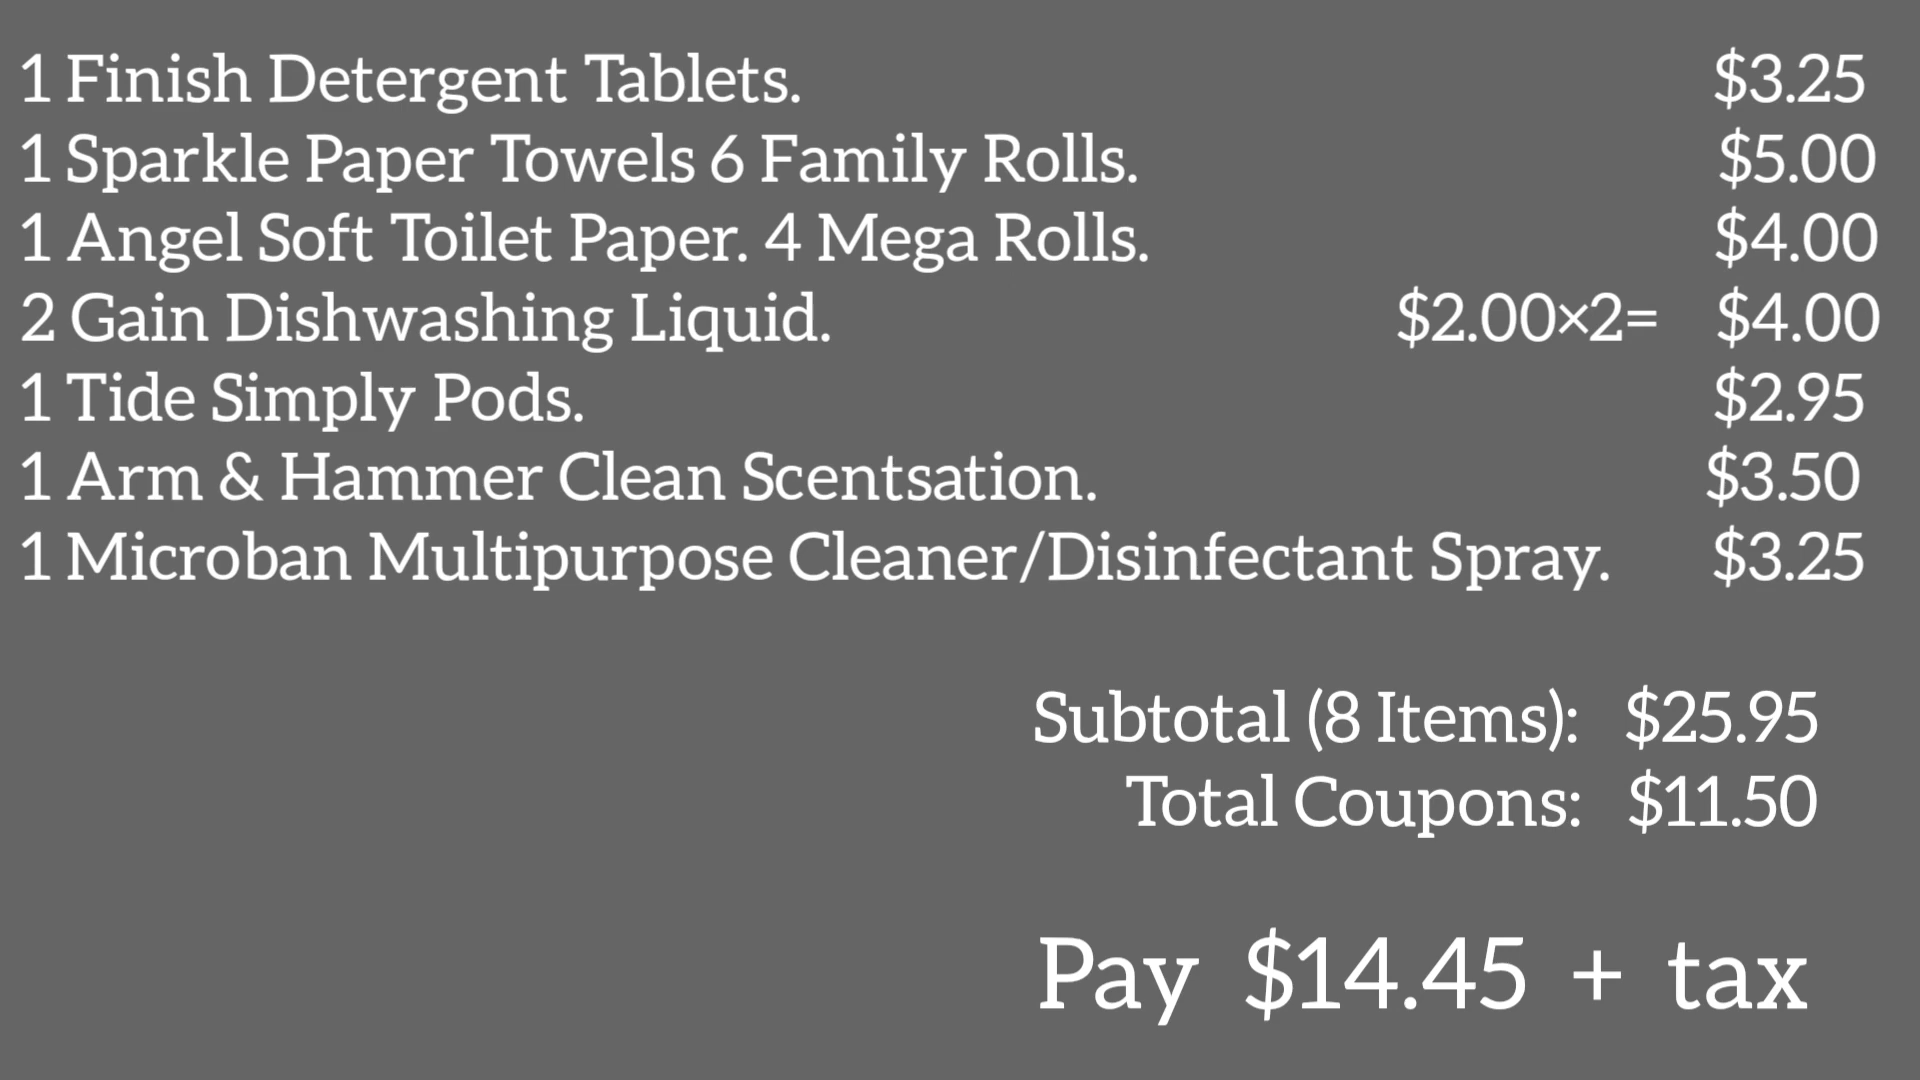 1 Finish Detergent Tablets. $3.25
1 Sparkle Paper Towels 6 Family Rolls. $5.00
1 Angel Soft Toilet Paper. 4 Mega Rolls. $4.00
2 Gain Dishwashing Liquid. $2.00×2= $4.00
1 Tide Simply Pods. $2.95
1 Arm & Hammer Clean Scentsation. $3.50
1 Microban Multipurpose Cleaner/Disinfectant Spray. $3.25
Subtotal (8 Items): $25.95
Total Coupons: $11.50
Pay $14.45 + tax